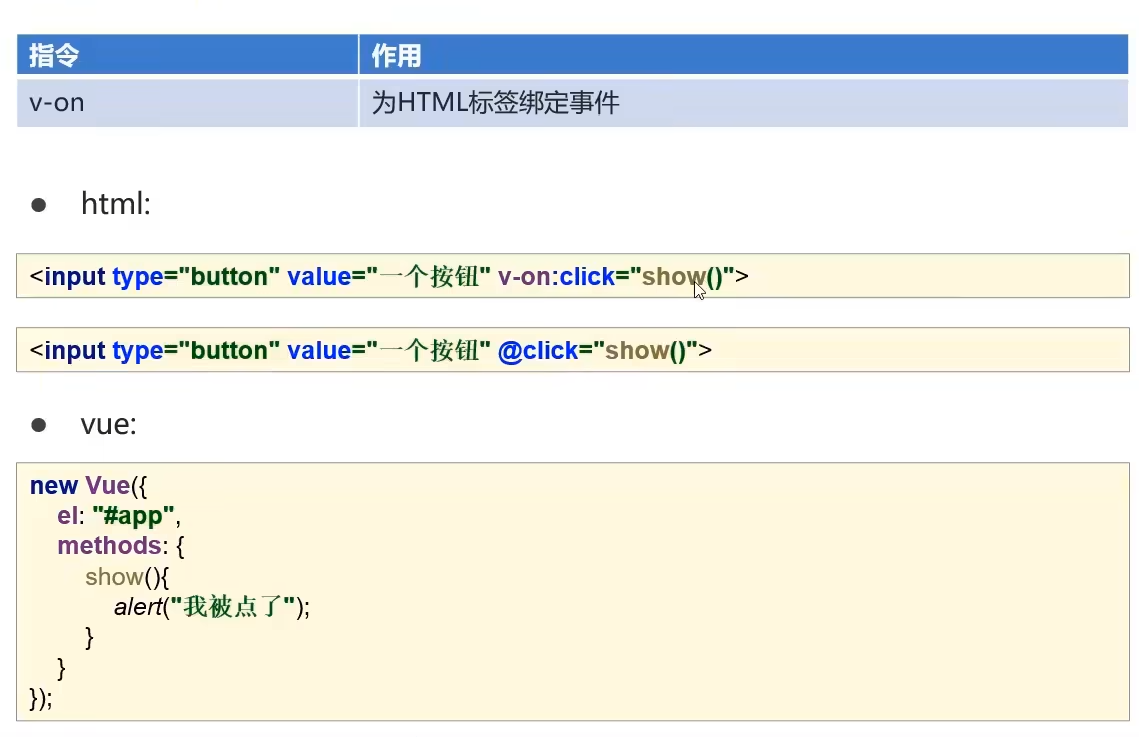 指令 作用
v-on 为HTML标签绑定事件
● html:
<input type="button" value="一个按钮" v-on:click="show()">
<input type="button" value="一个按钮" @click="show()">
● vue:
new Vue({
    el: "#app",
    methods: {
        show(){
            alert("我被点了");
        }
    }
});